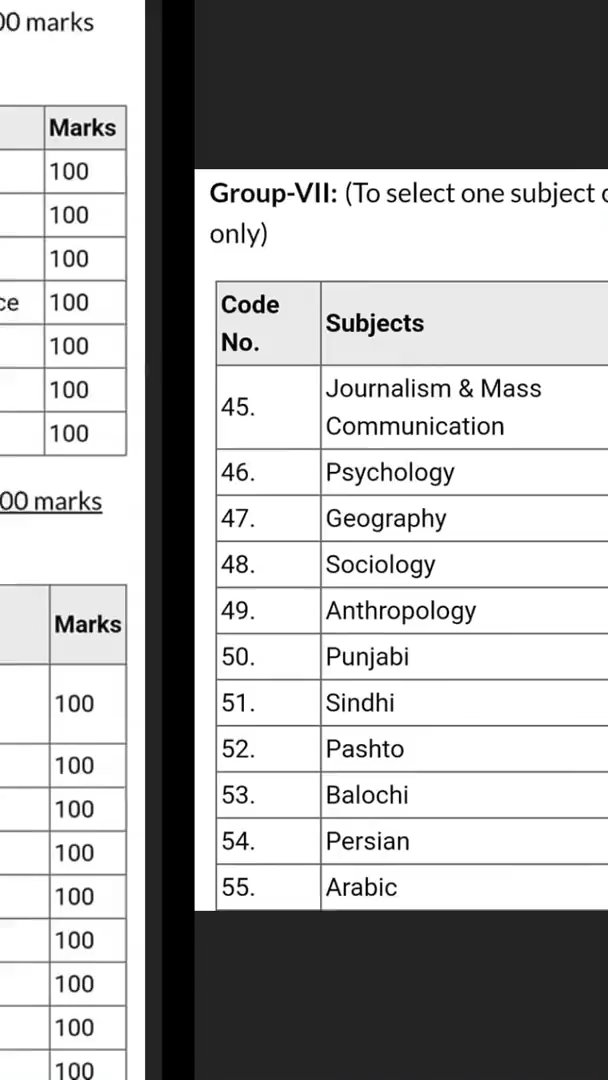 00 marks
Marks
100
100
100
ce 100
100
100
100
00 marks
Marks
100
100
100
100
100
100
100
100
100
Group-VII: (To select one subject
only)
Code
No.
Subjects
45.
Journalism & Mass
Communication
46. Psychology
47. Geography
48. Sociology
49. Anthropology
50. Punjabi
51. Sindhi
52. Pashto
53. Balochi
54. Persian
55. Arabic